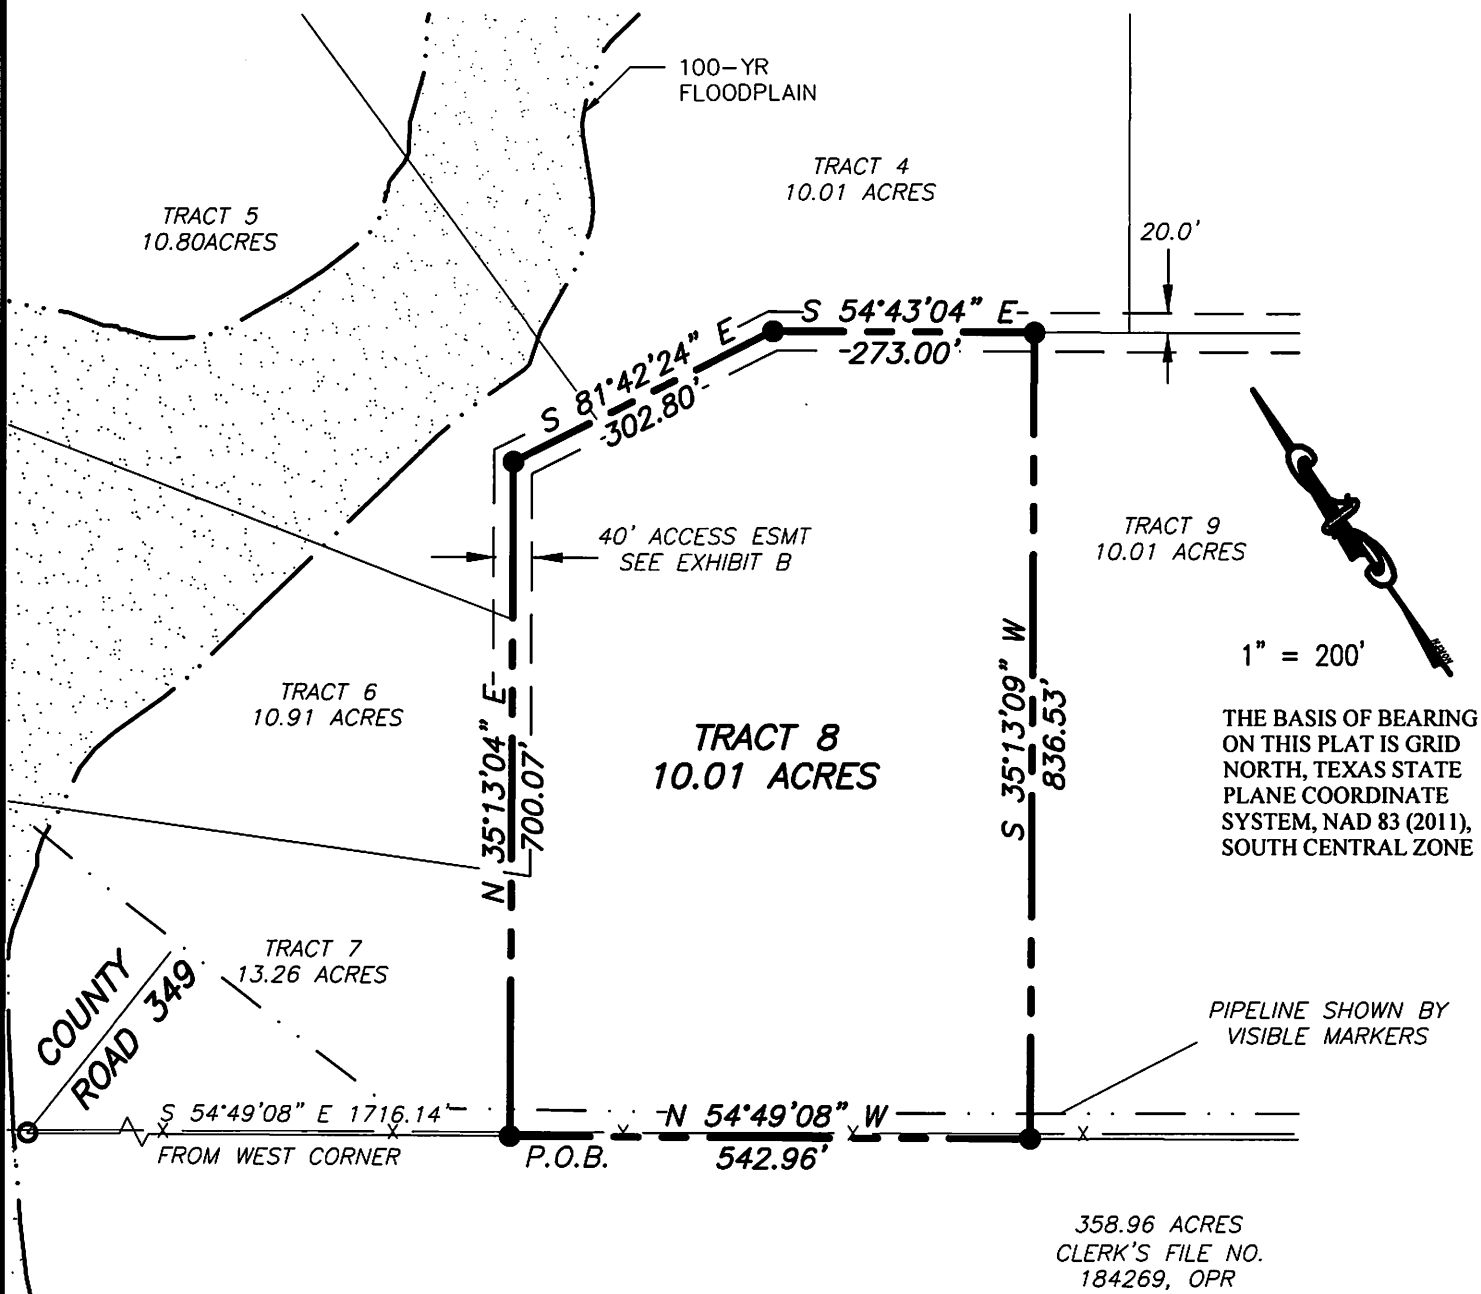 100-YR
FLOODPLAIN
TRACT 4
10.01 ACRES
TRACT 5
10.80ACRES
20.0'
S 54°43'04" E
273.00'
S 81°42'24" E
302.80'
40' ACCESS ESMT
SEE EXHIBIT B
TRACT 9
10.01 ACRES
1" = 200'
TRACT 6
10.91 ACRES
N 35°13'04" E
700.07'
TRACT 8
10.01 ACRES
S 35°13'09" W
836.53'
THE BASIS OF BEARING
ON THIS PLAT IS GRID
NORTH, TEXAS STATE
PLANE COORDINATE
SYSTEM, NAD 83 (2011),
SOUTH CENTRAL ZONE
TRACT 7
13.26 ACRES
COUNTY
ROAD 349
PIPELINE SHOWN BY
VISIBLE MARKERS
S 54°49'08" E 1716.14'
FROM WEST CORNER
P.O.B.
N 54°49'08" W
542.96'
358.96 ACRES
CLERK'S FILE NO.
184269, OPR